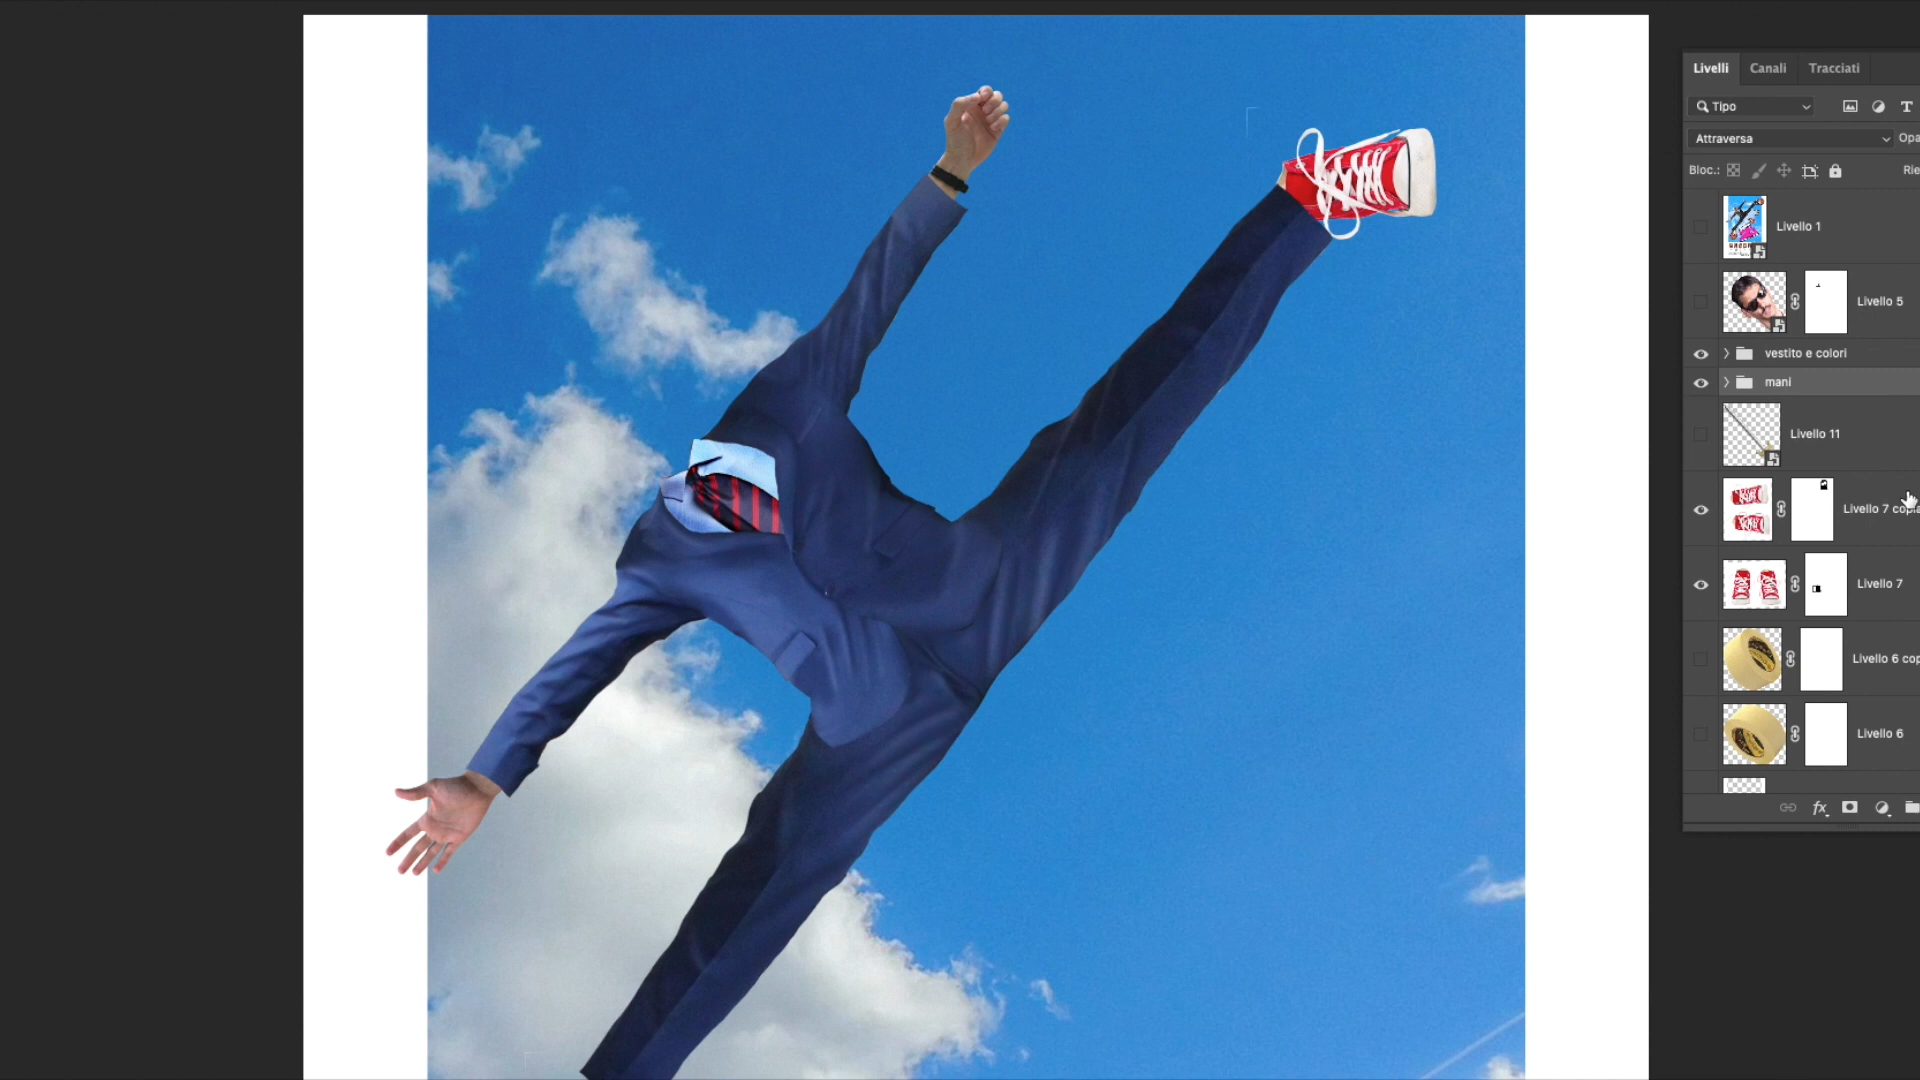 Livelli Canali Tracciati
Tipo
Attraversa Opa
Bloc.: Rie
Livello 1
Livello 5
vestito e colori
mani
Livello 11
Livello 7 copia
Livello 7
Livello 6 cop
Livello 6
fx